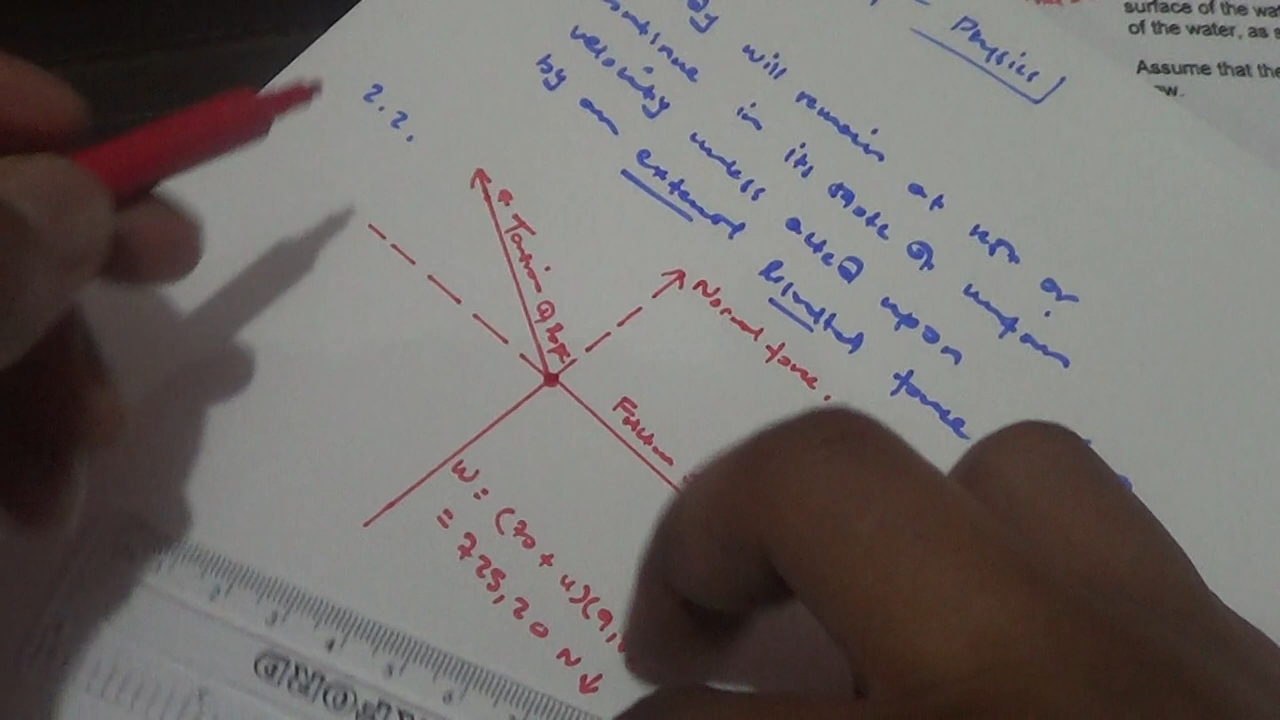 Physics
will remain at rest or
continue in its state of uniform
velocity unless acted upon
by an external resultant force
2.2.
Tension of rope
Normal force.
Friction
W = (70 + 4)(9,
= 725,20 N ↓
surface of the
of the water, as
Assume that the